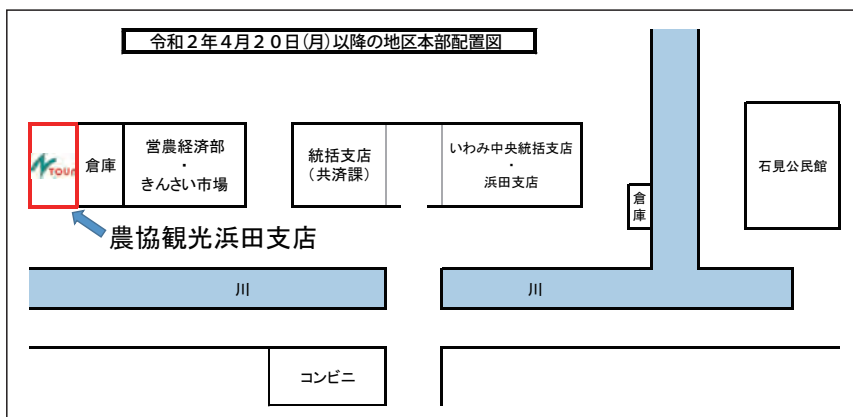 令和２年４月２０日(月)以降の地区本部配置図
N TOUR
倉庫
営農経済部
・
きんさい市場
統括支店
(共済課)
いわみ中央統括支店
・
浜田支店
倉庫
石見公民館
農協観光浜田支店
川
川
コンビニ